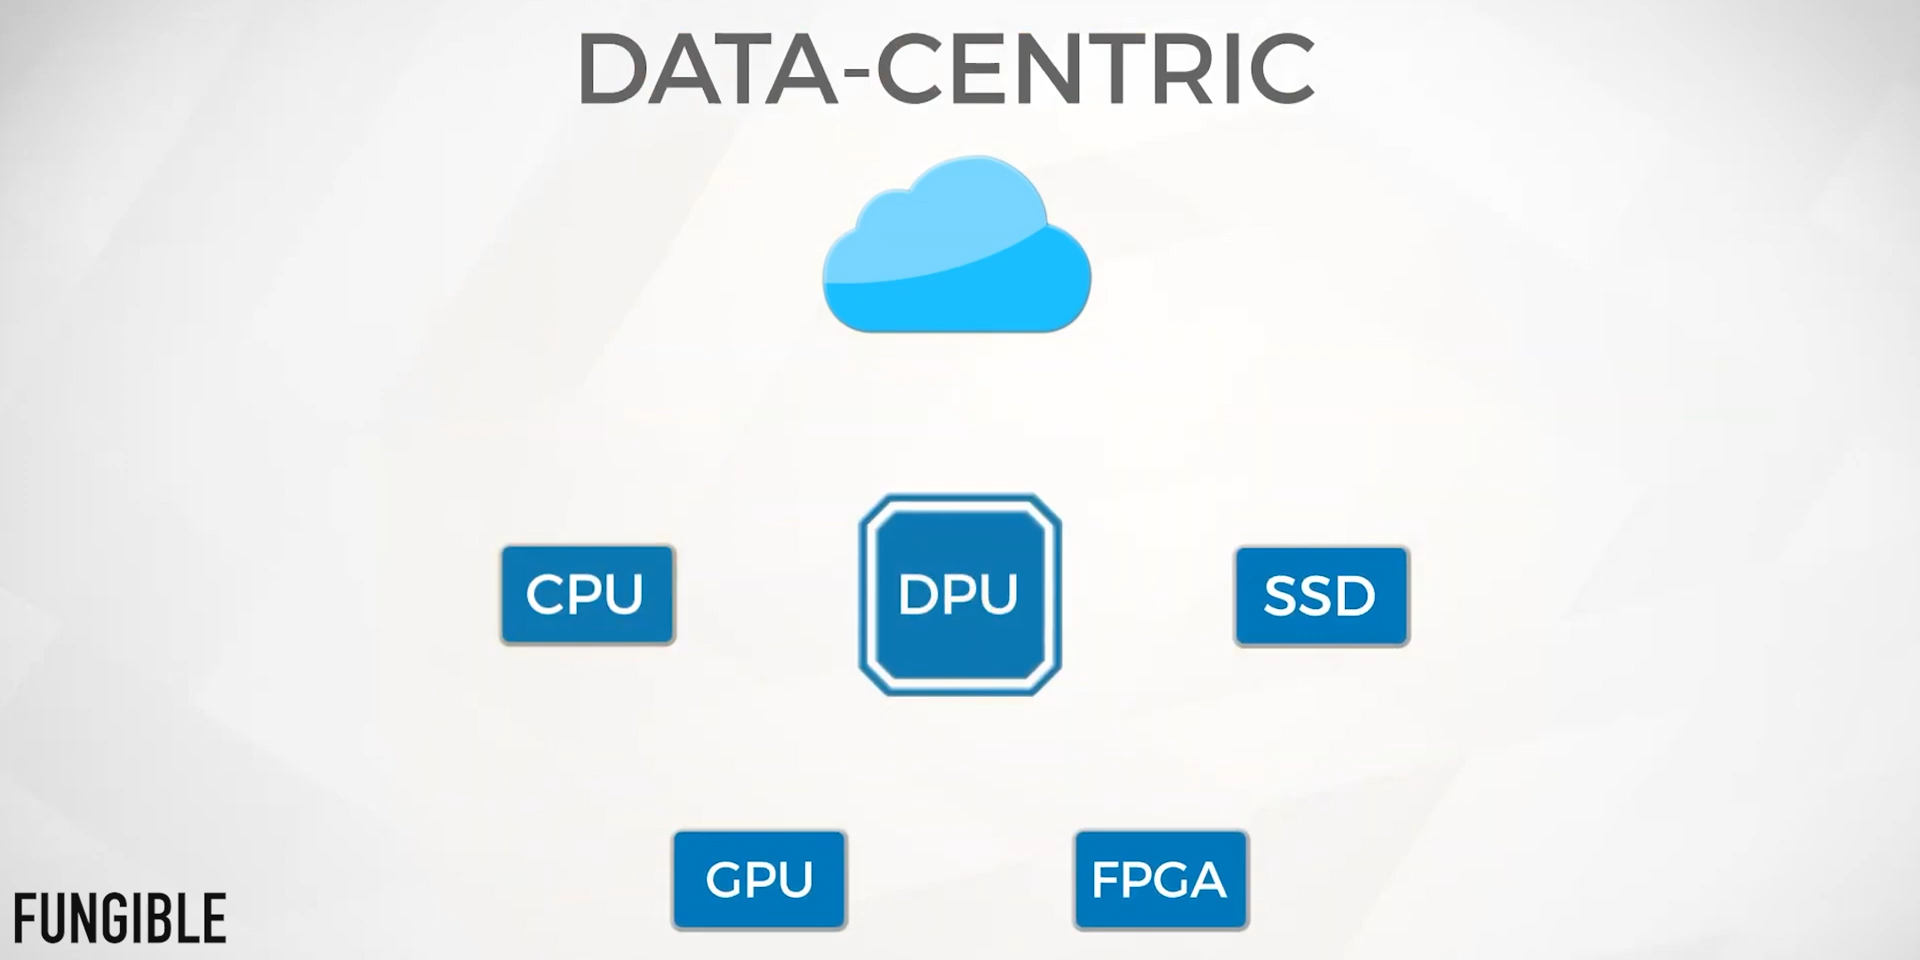 DATA-CENTRIC
CPU
DPU
SSD
GPU
FPGA
FUNGIBLE